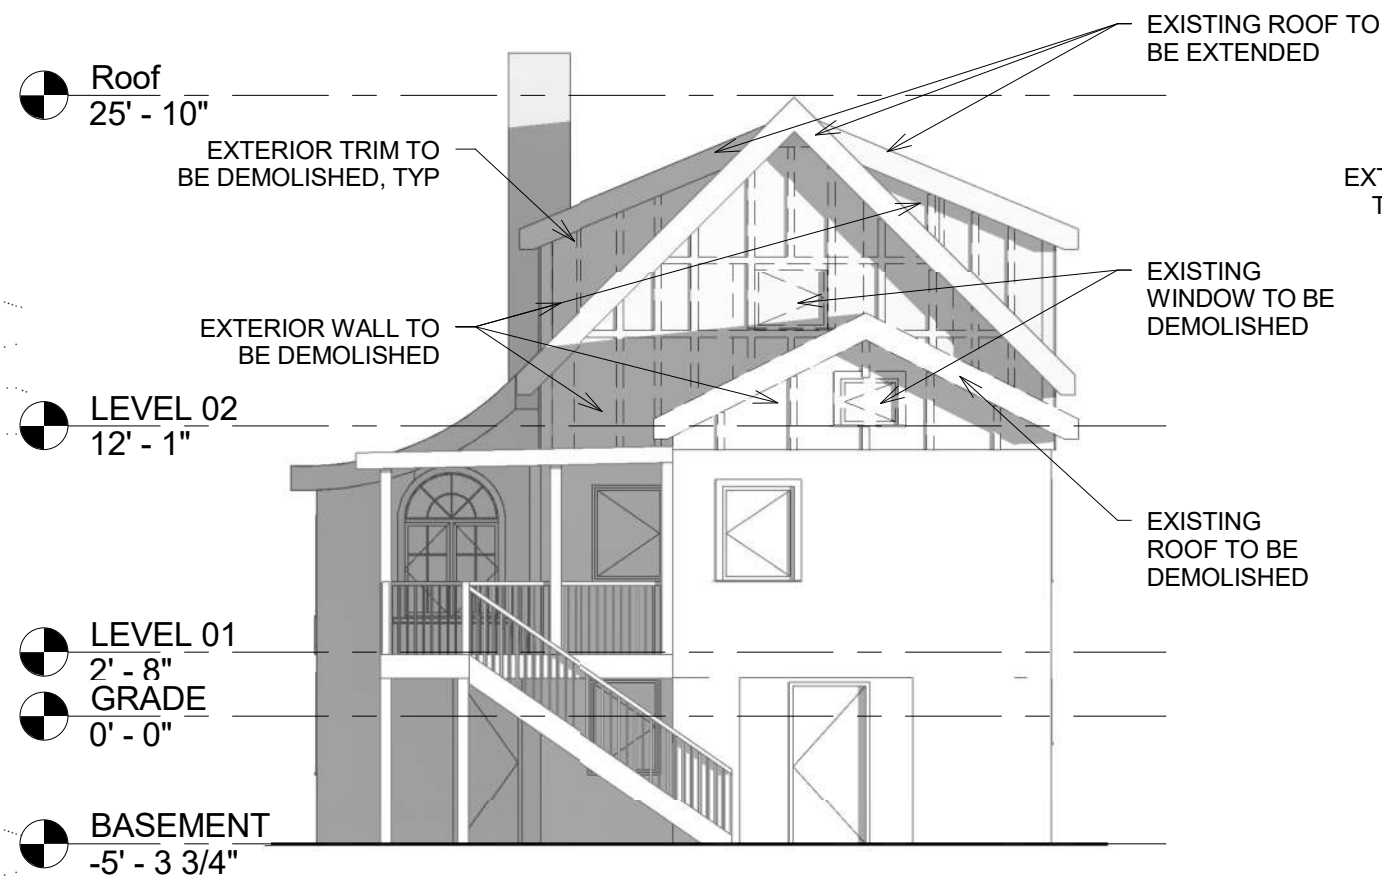 EXISTING ROOF TO
BE EXTENDED
Roof
25' - 10"
EXTERIOR TRIM TO
BE DEMOLISHED, TYP
EXISTING
WINDOW TO BE
DEMOLISHED
EXTERIOR WALL TO
BE DEMOLISHED
LEVEL 02
12' - 1"
EXISTING
ROOF TO BE
DEMOLISHED
LEVEL 01
2' - 8"
GRADE
0' - 0"
BASEMENT
-5' - 3 3/4"